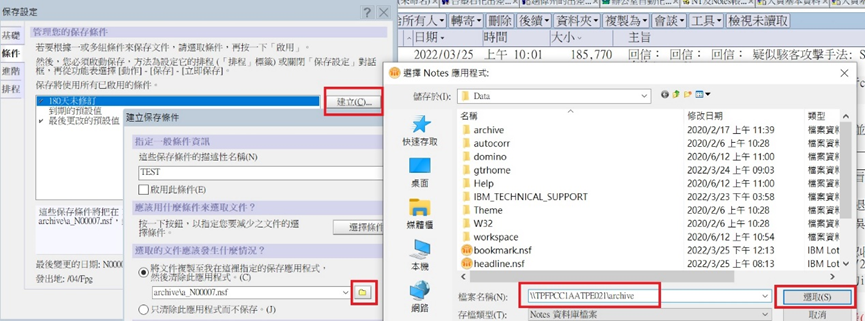 保存設定
基礎
條件
進階
排程
管理您的保存條件
若要根據一或多組條件來保存文件，請選取條件，再按一下「啟用」。
然後，您必須啟動保存，方法為設定它的排程 (「排程」標籤) 或關閉「保存設定」對話框，再從功能表選擇 [動作] - [保存] - [立即保存]。
保存將使用所有已啟用的條件。
180天未修訂
到期的預設值
最後更改的預設值
建立(C)...
建立保存條件
指定一般條件資訊
這些保存條件的描述性名稱(N)
TEST
啟用此條件(E)
應該用什麼條件來選取文件？
按一下按鈕，以指定您要減少之文件的選擇條件。
選擇條件
選取的文件應該發生什麼情況？
將文件複製至我在這裡指定的保存應用程式，然後清除此應用程式。(C)
archive\a_N00007.nsf
只清除此應用程式而不保存。(J)
這些保存條件將把在
archive\a_N00007.nsf，
最後變更的日期: N000
發出地: 04/Fpg
所有人
轉寄
刪除
後續
資料夾
複製為
會談
工具
檢視未讀取
日期
時間
大小
主旨
2022/03/25 上午 10:01 185,770 回信： 回信： 回信： 疑似駭客攻擊手法: S
選擇 Notes 應用程式:
儲存於(I):
Data
快速存取
桌面
媒體櫃
本機
網路
名稱 修改日期 類型
archive 2020/2/17 上午 11:39 檔案資料
autocorr 2020/2/6 上午 10:28 檔案資料
domino 2020/6/12 上午 11:00 檔案資料
gtrhome 2022/3/24 上午 09:03 檔案資料
Help 2020/6/12 上午 11:00 檔案資料
IBM_TECHNICAL_SUPPORT 2022/3/23 下午 03:58 檔案資料
Theme 2020/2/6 上午 10:28 檔案資料
W32 2020/2/6 上午 10:28 檔案資料
workspace 2020/6/12 上午 10:54 檔案資料
bookmark.nsf 2022/3/25 下午 12:31 IBM Lot
headline.nsf 2022/3/25 上午 08:13 IBM Lot
檔案名稱(N):
\\TPFPCC1AATPE021\archive
選取(S)
存檔類型(T):
Notes 資料庫檔案
取消